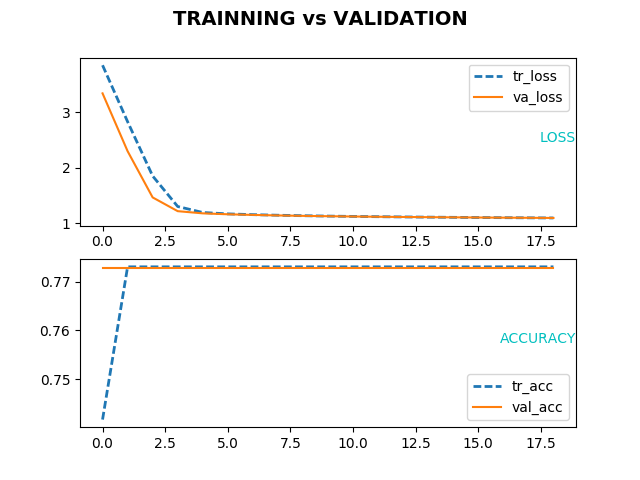 TRAINNING vs VALIDATION
tr_loss
va_loss
LOSS
3
2
1
0.0 2.5 5.0 7.5 10.0 12.5 15.0 17.5
0.77
0.76
0.75
ACCURACY
tr_acc
val_acc
0.0 2.5 5.0 7.5 10.0 12.5 15.0 17.5